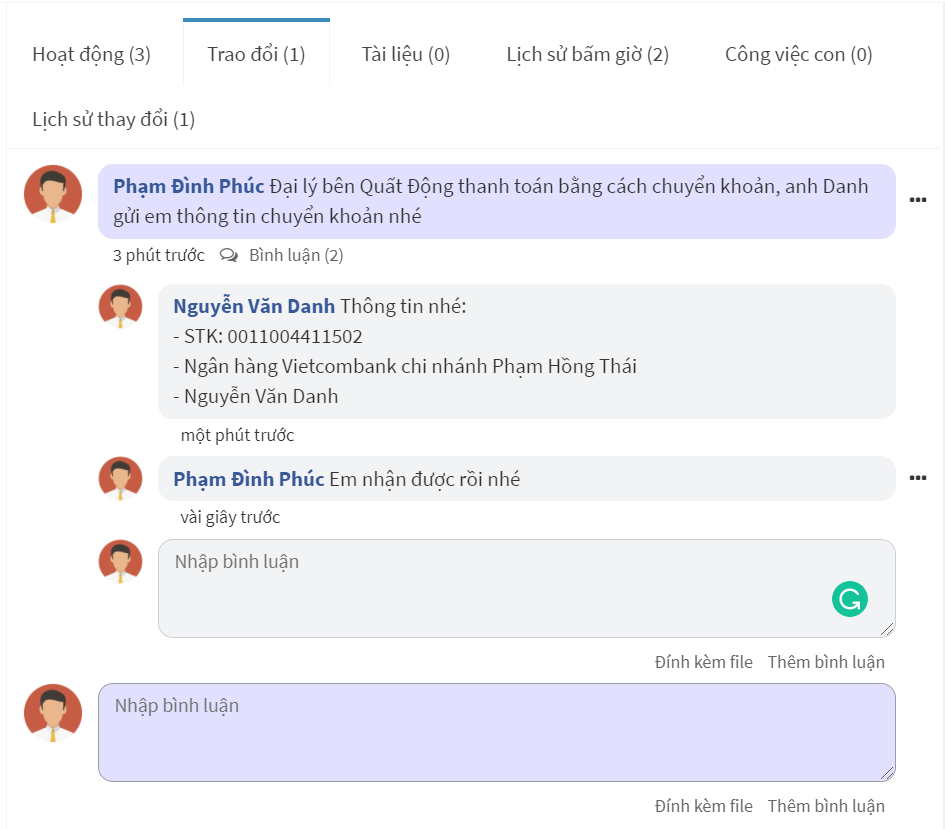 Hoạt động (3)
Trao đổi (1)
Tài liệu (0)
Lịch sử bấm giờ (2)
Công việc con (0)
Lịch sử thay đổi (1)
Phạm Đình Phúc Đại lý bên Quất Động thanh toán bằng cách chuyển khoản, anh Danh
gửi em thông tin chuyển khoản nhé
3 phút trước Bình luận (2)
Nguyễn Văn Danh Thông tin nhé:
- STK: 0011004411502
- Ngân hàng Vietcombank chi nhánh Phạm Hồng Thái
- Nguyễn Văn Danh
một phút trước
Phạm Đình Phúc Em nhận được rồi nhé
vài giây trước
Nhập bình luận
Đính kèm file Thêm bình luận
Nhập bình luận
Đính kèm file Thêm bình luận